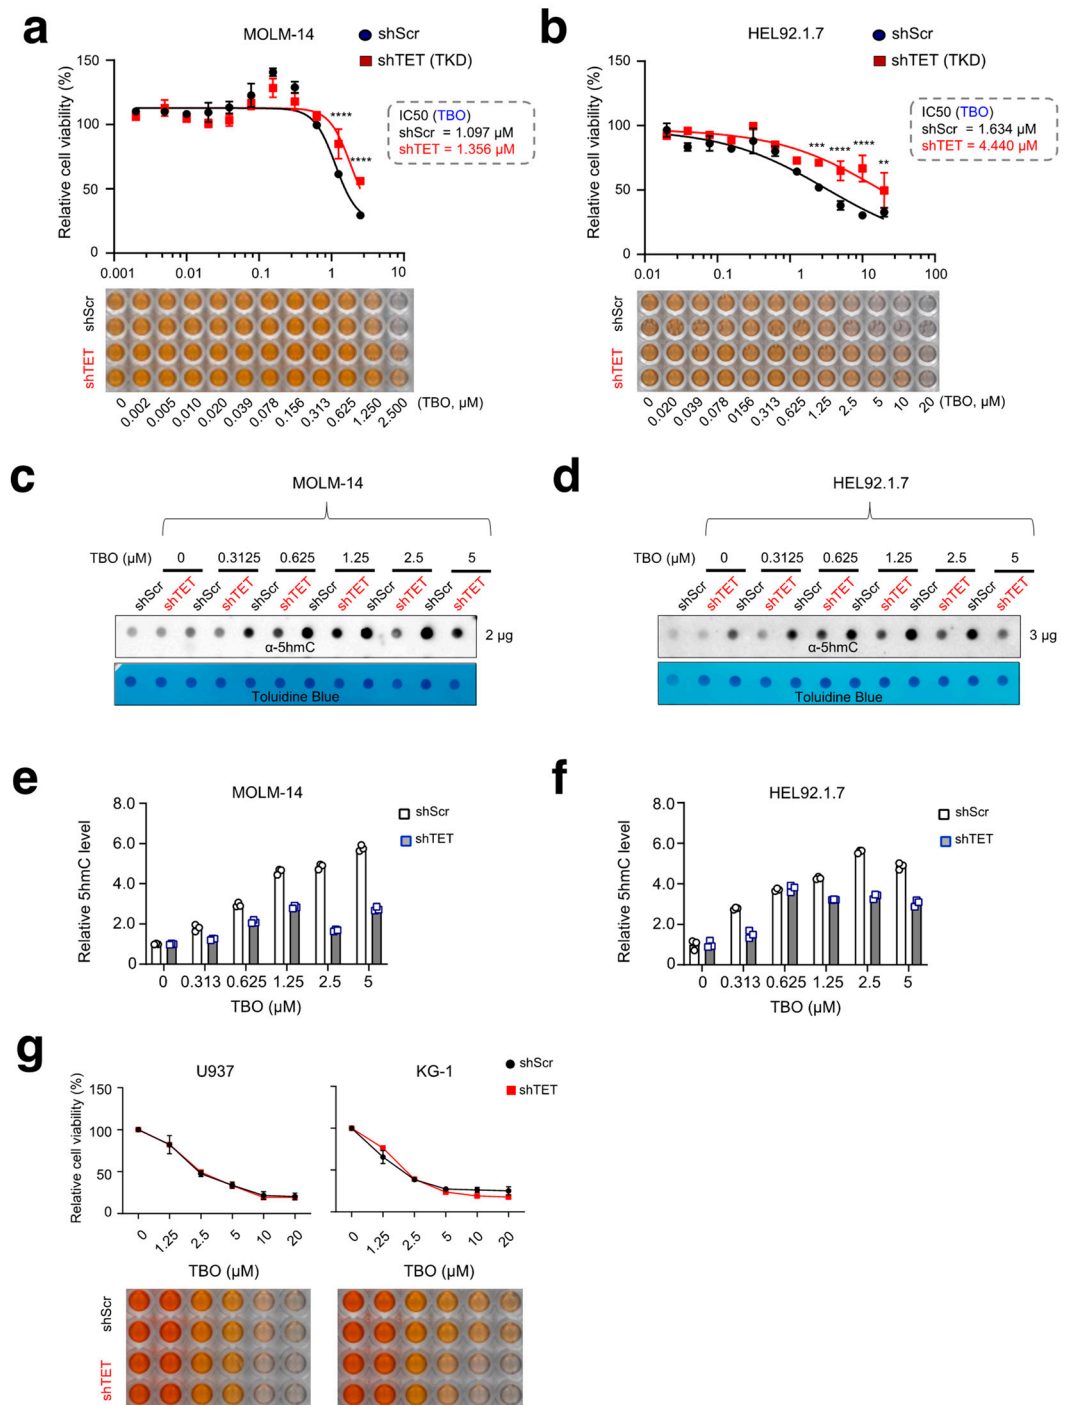 a
MOLM-14
shScr
shTET (TKD)
Relative cell viability (%)
150
100
50
0
0.001
0.01
0.1
1
10
****
****
IC50 (TBO)
shScr = 1.097 µM
shTET = 1.356 µM
shScr
shTET
0 0.002 0.005 0.010 0.020 0.039 0.078 0156 0.313 0.625 1.250 2.500 (TBO, µM)
b
HEL92.1.7
shScr
shTET (TKD)
Relative cell viability (%)
150
100
50
0
0.01
0.1
1
10
100
*** **** **** **
IC50 (TBO)
shScr = 1.634 µM
shTET = 4.440 µM
shScr
shTET
0 0.020 0.039 0.078 0156 0.313 0.625 1.25 2.5 5 10 20 (TBO, µM)
c
MOLM-14
TBO (µM) 0 0.3125 0.625 1.25 2.5 5
shScr shTET shScr shTET shScr shTET shScr shTET shScr shTET shScr shTET
α-5hmC
2 µg
Toluidine Blue
d
HEL92.1.7
TBO (µM) 0 0.3125 0.625 1.25 2.5 5
shScr shTET shScr shTET shScr shTET shScr shTET shScr shTET shScr shTET
α-5hmC
3 µg
Toluidine Blue
e
MOLM-14
shScr
shTET
Relative 5hmC level
8.0
6.0
4.0
2.0
0
0 0.313 0.625 1.25 2.5 5
TBO (µM)
f
HEL92.1.7
shScr
shTET
Relative 5hmC level
8.0
6.0
4.0
2.0
0
0 0.313 0.625 1.25 2.5 5
TBO (µM)
g
U937
KG-1
shScr
shTET
Relative cell viability (%)
150
100
50
0
0 1.25 2.5 5 10 20
TBO (µM)
0 1.25 2.5 5 10 20
TBO (µM)
shScr
shTET